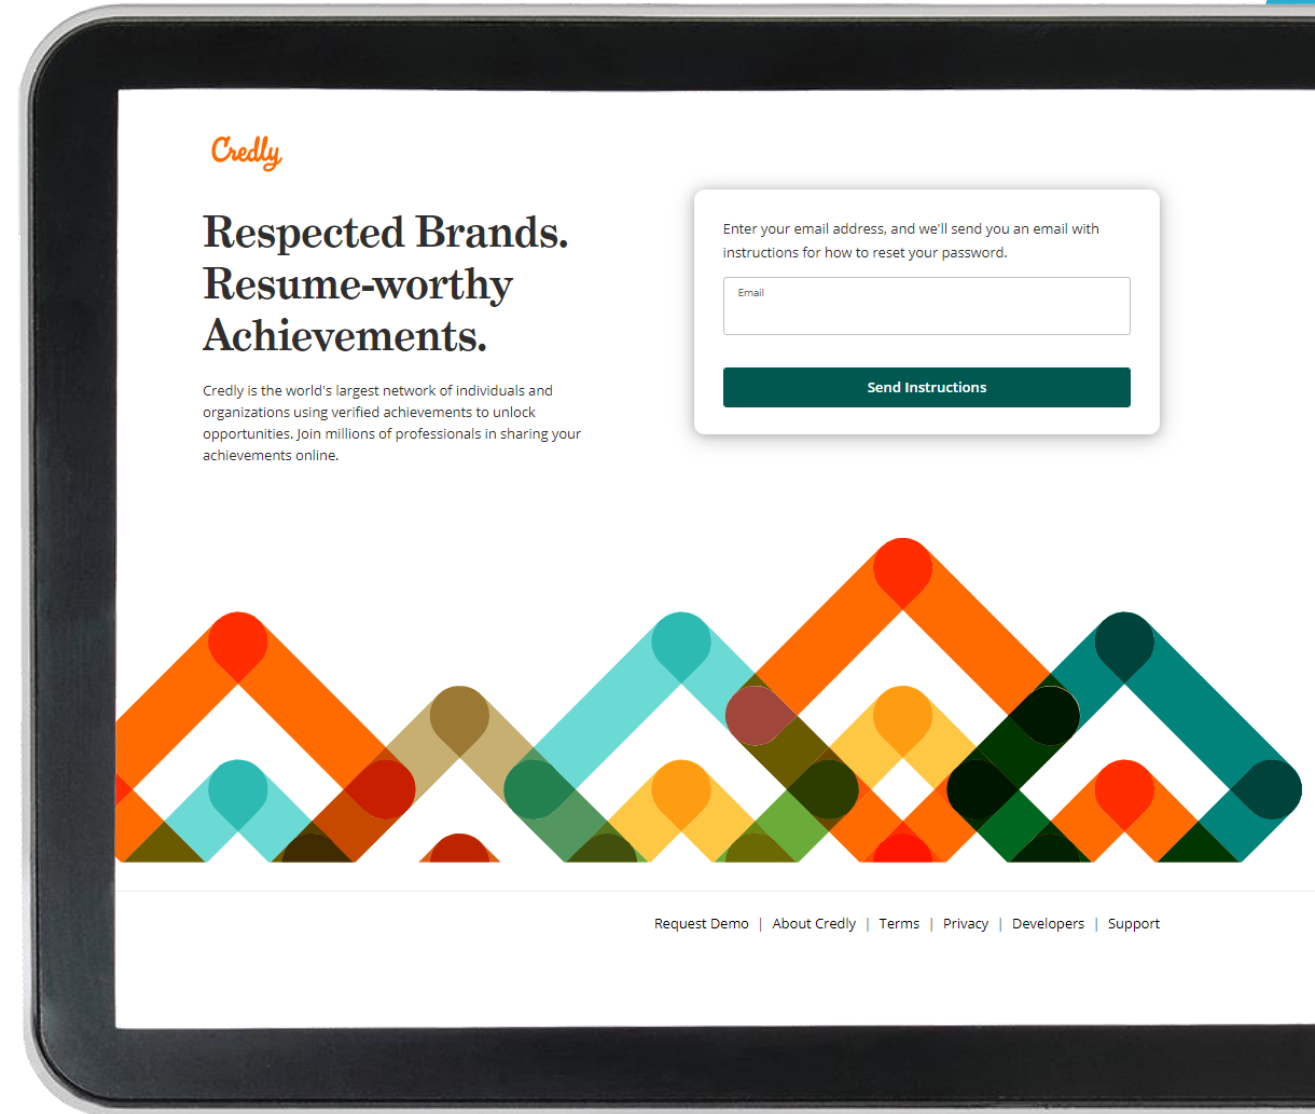 Credly
Respected Brands.
Resume-worthy
Achievements.
Credly is the world's largest network of individuals and
organizations using verified achievements to unlock
opportunities. Join millions of professionals in sharing your
achievements online.
Enter your email address, and we'll send you an email with
instructions for how to reset your password.
Email
Send Instructions
Request Demo | About Credly | Terms | Privacy | Developers | Support